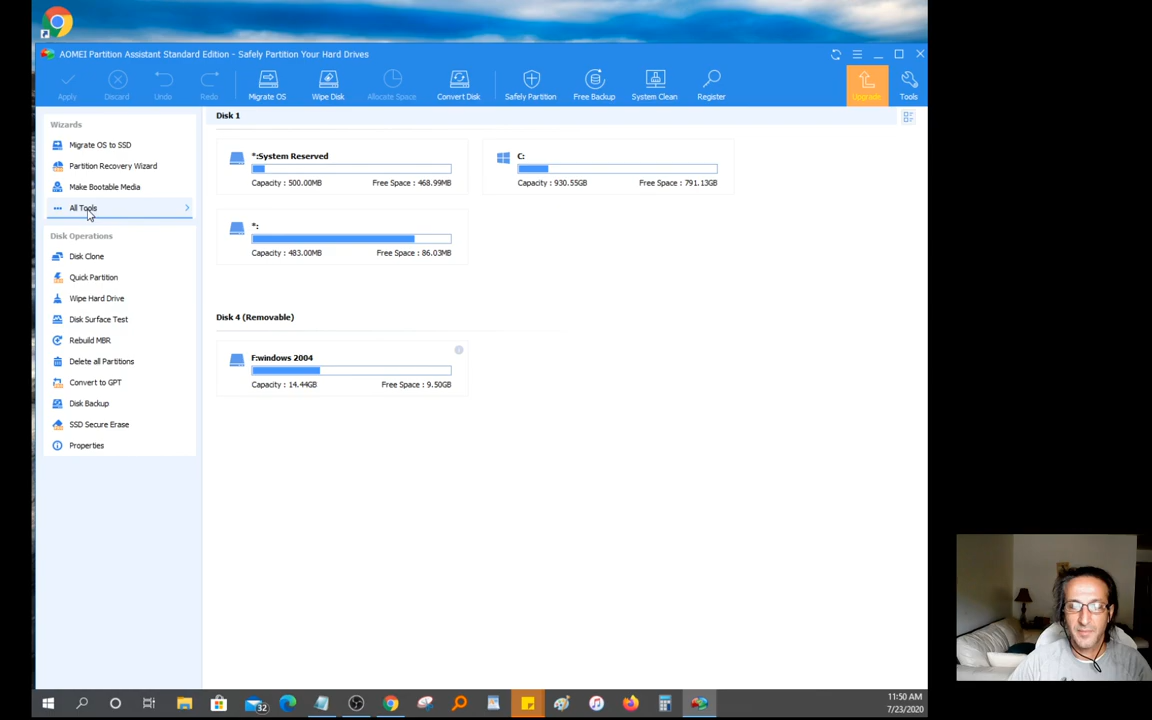 AOMEI Partition Assistant Standard Edition - Safely Partition Your Hard Drives
Apply Discard Undo Redo Migrate OS Wipe Disk Allocate Space Convert Disk Safely Partition Free Backup System Clean Register Upgrade Tools
Wizards
Migrate OS to SSD
Partition Recovery Wizard
Make Bootable Media
All Tools
Disk Operations
Disk Clone
Quick Partition
Wipe Hard Drive
Disk Surface Test
Rebuild MBR
Delete all Partitions
Convert to GPT
Disk Backup
SSD Secure Erase
Properties
Disk 1
*:System Reserved
Capacity : 500.00MB Free Space : 468.99MB
C:
Capacity : 930.55GB Free Space : 791.13GB
*:
Capacity : 483.00MB Free Space : 86.03MB
Disk 4 (Removable)
F:windows 2004
Capacity : 14.44GB Free Space : 9.50GB
32
11:50 AM
7/23/2020